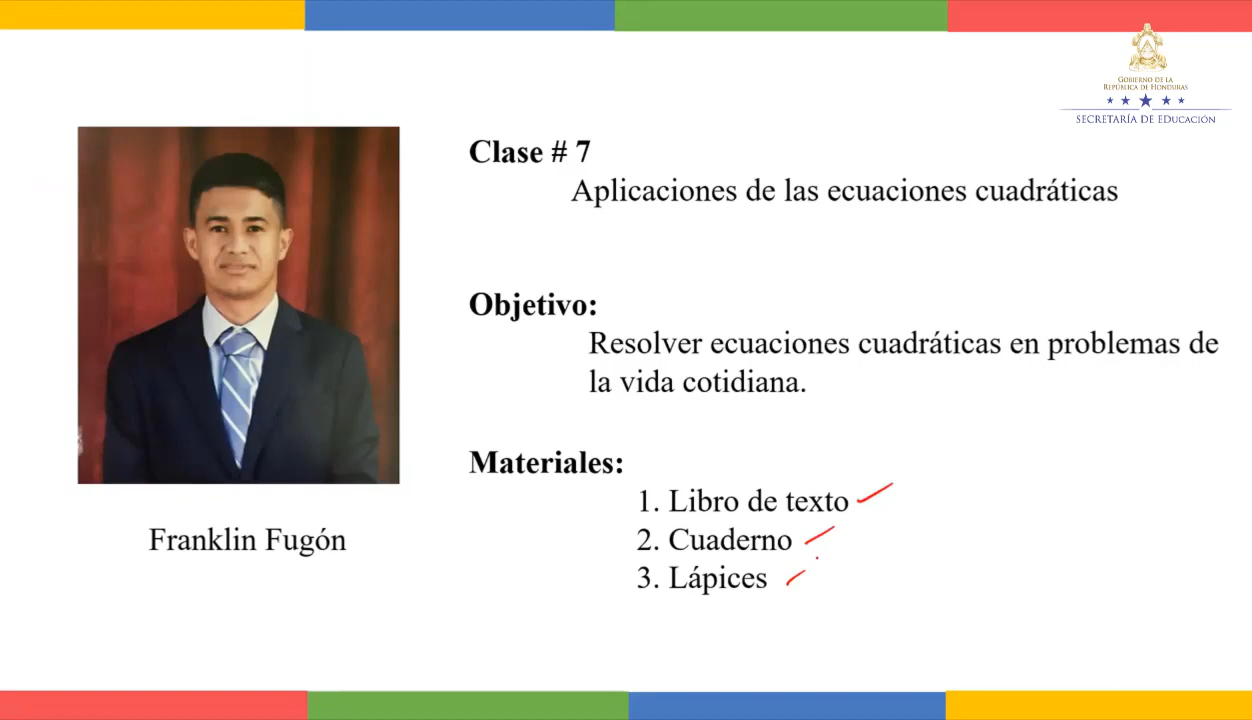 GOBIERNO DE LA
REPÚBLICA DE HONDURAS
SECRETARÍA DE EDUCACIÓN
Clase # 7
Aplicaciones de las ecuaciones cuadráticas
Objetivo:
Resolver ecuaciones cuadráticas en problemas de
la vida cotidiana.
Materiales:
1. Libro de texto
2. Cuaderno
3. Lápices
Franklin Fugón